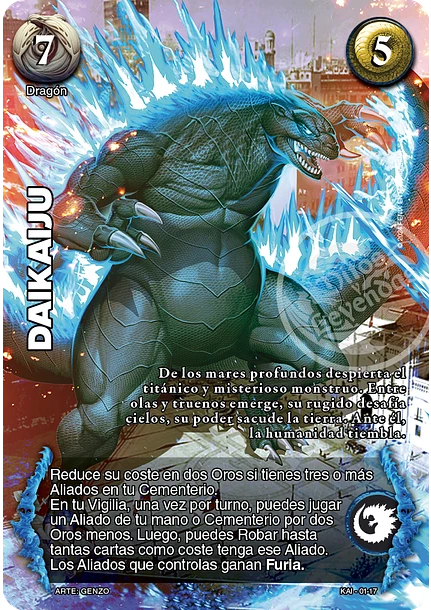 7
5
Dragón
DAIKAIJU
Mitos
y
Leyendas
De los mares profundos despierta el
titánico y misterioso monstruo. Entre
olas y truenos emerge, su rugido desafía
cielos, su poder sacude la tierra. Ante él,
la humanidad tiembla.
Reduce su coste en dos Oros si tienes tres o más
Aliados en tu Cementerio.
En tu Vigilia, una vez por turno, puedes jugar
un Aliado de tu mano o Cementerio por dos
Oros menos. Luego, puedes Robar hasta
tantas cartas como coste tenga ese Aliado.
Los Aliados que controlas ganan Furia.
ARTE: GENZO
KAI - 01-17